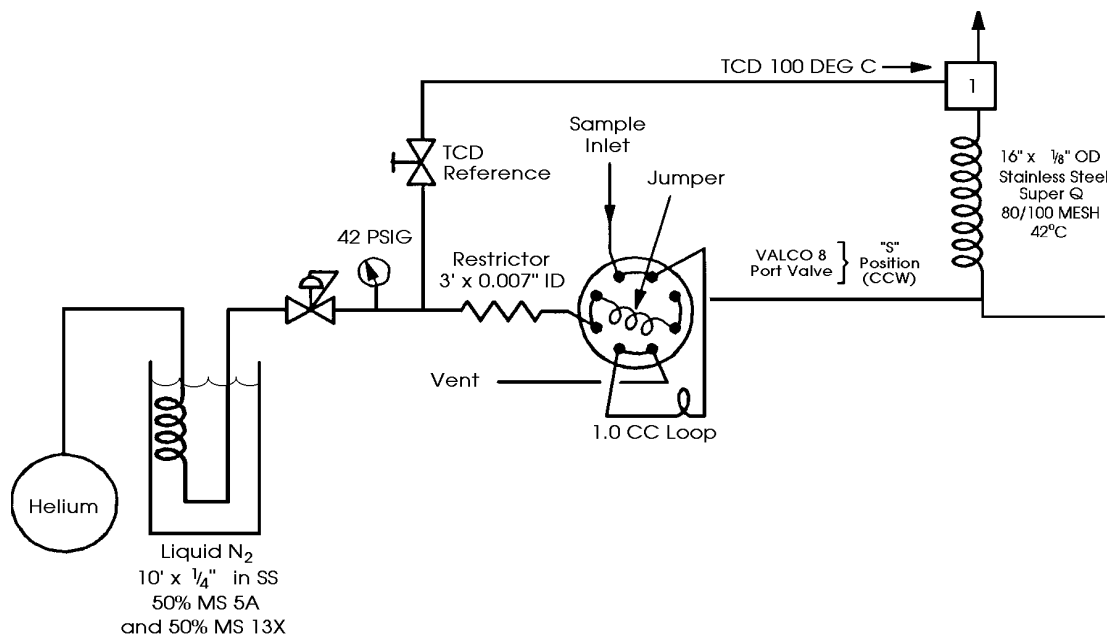 TCD 100 DEG C
1
Sample
Inlet
TCD
Reference
Jumper
16" x 1/8" OD
Stainless Steel
Super Q
80/100 MESH
42°C
42 PSIG
Restrictor
3' x 0.007" ID
VALCO 8
Port Valve
"S"
Position
(CCW)
Vent
1.0 CC Loop
Helium
Liquid N₂
10' x 1/4" in SS
50% MS 5A
and 50% MS 13X